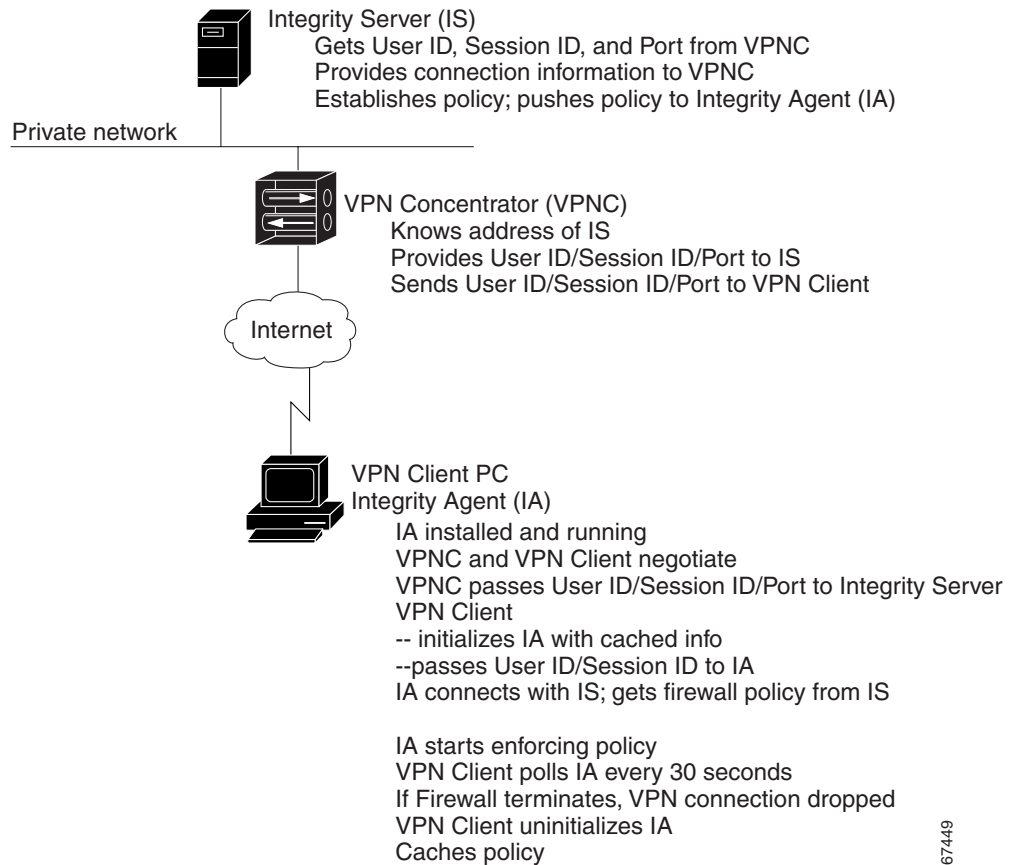 Integrity Server (IS)
Gets User ID, Session ID, and Port from VPNC
Provides connection information to VPNC
Establishes policy; pushes policy to Integrity Agent (IA)
Private network
VPN Concentrator (VPNC)
Knows address of IS
Provides User ID/Session ID/Port to IS
Sends User ID/Session ID/Port to VPN Client
Internet
VPN Client PC
Integrity Agent (IA)
IA installed and running
VPNC and VPN Client negotiate
VPNC passes User ID/Session ID/Port to Integrity Server
VPN Client
-- initializes IA with cached info
--passes User ID/Session ID to IA
IA connects with IS; gets firewall policy from IS
IA starts enforcing policy
VPN Client polls IA every 30 seconds
If Firewall terminates, VPN connection dropped
VPN Client uninitializes IA
Caches policy
67449